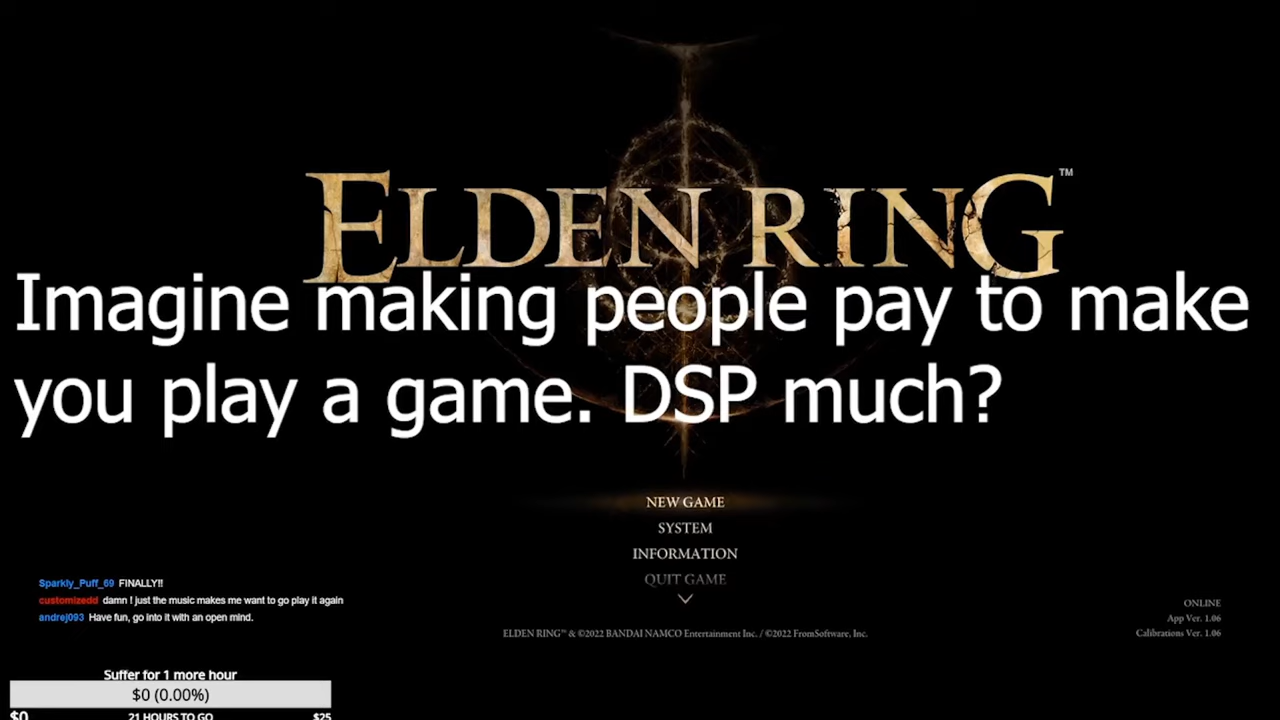 ELDEN RING™
Imagine making people pay to make
you play a game. DSP much?
NEW GAME
SYSTEM
INFORMATION
QUIT GAME
Sparkly_Puff_69 FINALLY!!
customizedd damn ! just the music makes me want to go play it again
andrej093 Have fun, go into it with an open mind.
ONLINE
App Ver. 1.06
Calibrations Ver. 1.06
ELDEN RING™ & ©2022 BANDAI NAMCO Entertainment Inc. / ©2022 FromSoftware, Inc.
Suffer for 1 more hour
$0 (0.00%)
$0 21 HOURS TO GO $25